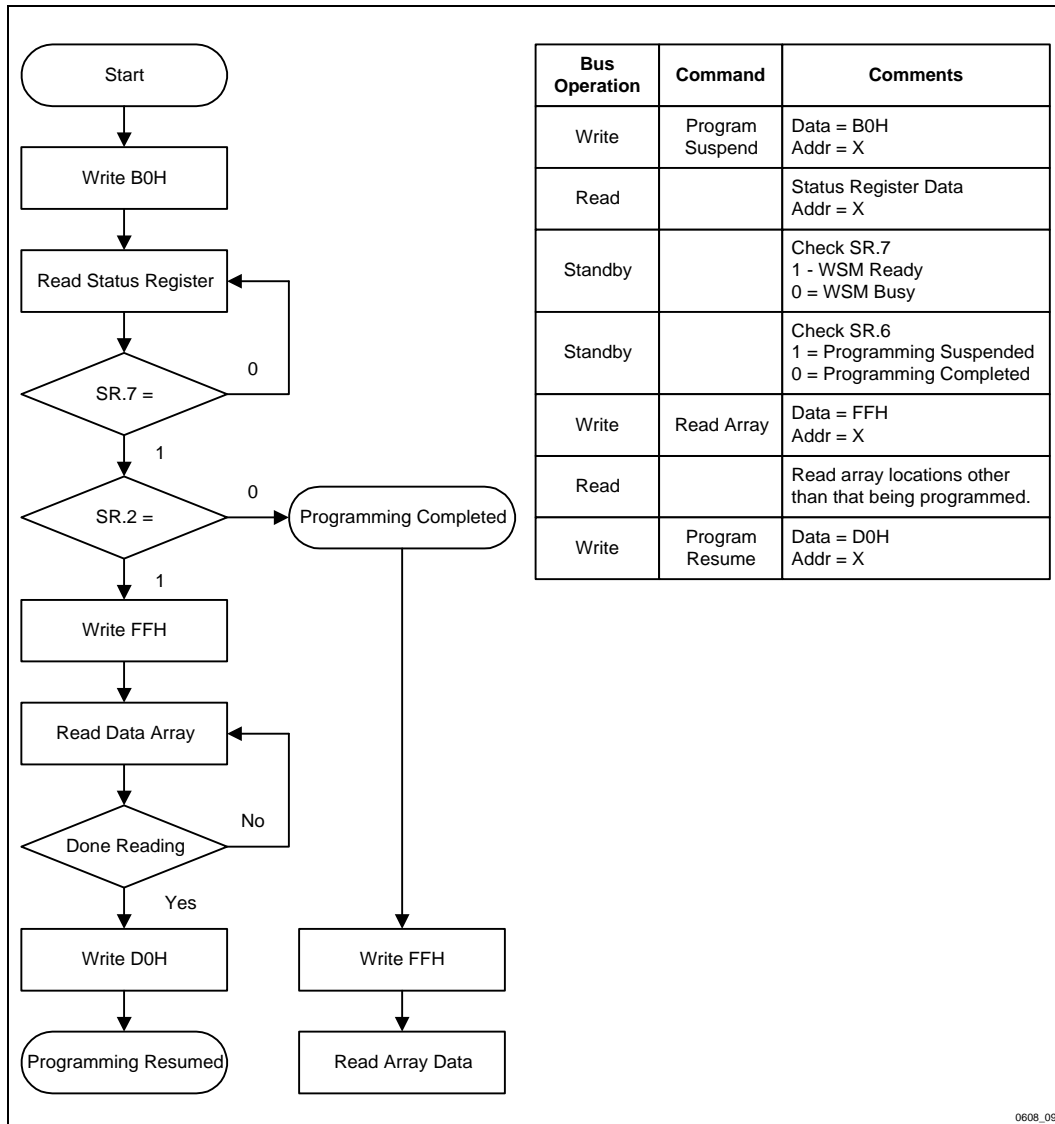 Start
Write B0H
Read Status Register
0
SR.7 =
1
0
SR.2 =
Programming Completed
1
Write FFH
Read Data Array
No
Done Reading
Yes
Write D0H
Programming Resumed
Write FFH
Read Array Data
Bus
Operation
Command
Comments
Write
Program
Suspend
Data = B0H
Addr = X
Read
Status Register Data
Addr = X
Standby
Check SR.7
1 - WSM Ready
0 = WSM Busy
Standby
Check SR.6
1 = Programming Suspended
0 = Programming Completed
Write
Read Array
Data = FFH
Addr = X
Read
Read array locations other
than that being programmed.
Write
Program
Resume
Data = D0H
Addr = X
0608_09